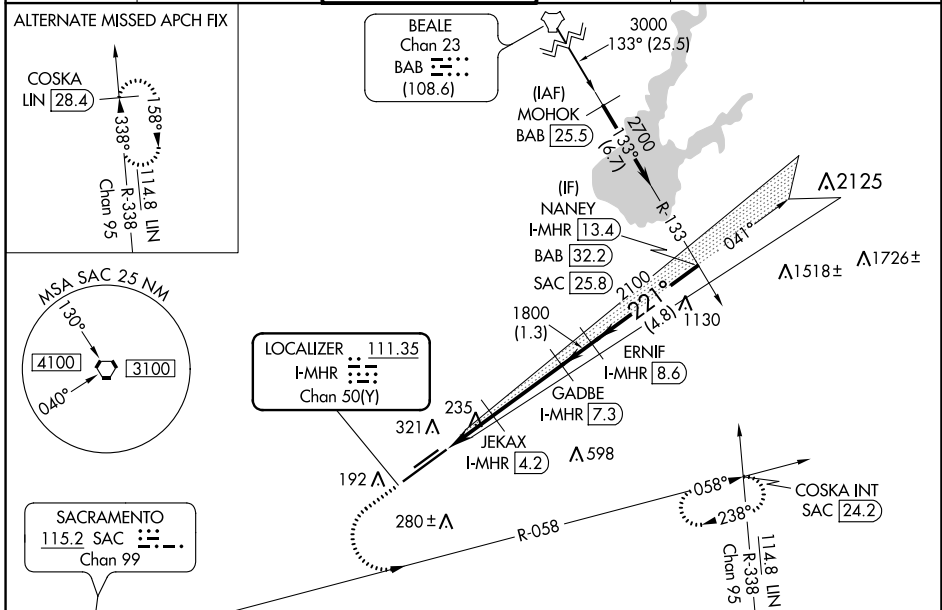 ALTERNATE MISSED APCH FIX
COSKA
LIN 28.4
338°
158°
114.8 LIN
R-338
Chan 95
BEALE
Chan 23
BAB
(108.6)
3000
133° (25.5)
(IAF)
MOHOK
BAB 25.5
2700
133°
(6.7)
R-133
(IF)
NANEY
I-MHR 13.4
BAB 32.2
SAC 25.8
041°
2125
1518±
1726±
2100
221°
(4.8)
1130
1800
(1.3)
ERNIF
I-MHR 8.6
GADBE
I-MHR 7.3
JEKAX
I-MHR 4.2
MSA SAC 25 NM
130°
4100
3100
040°
LOCALIZER 111.35
I-MHR
Chan 50(Y)
235
321
598
192
280±
SACRAMENTO
115.2 SAC
Chan 99
R-058
058°
238°
COSKA INT
SAC 24.2
114.8 LIN
R-338
Chan 95